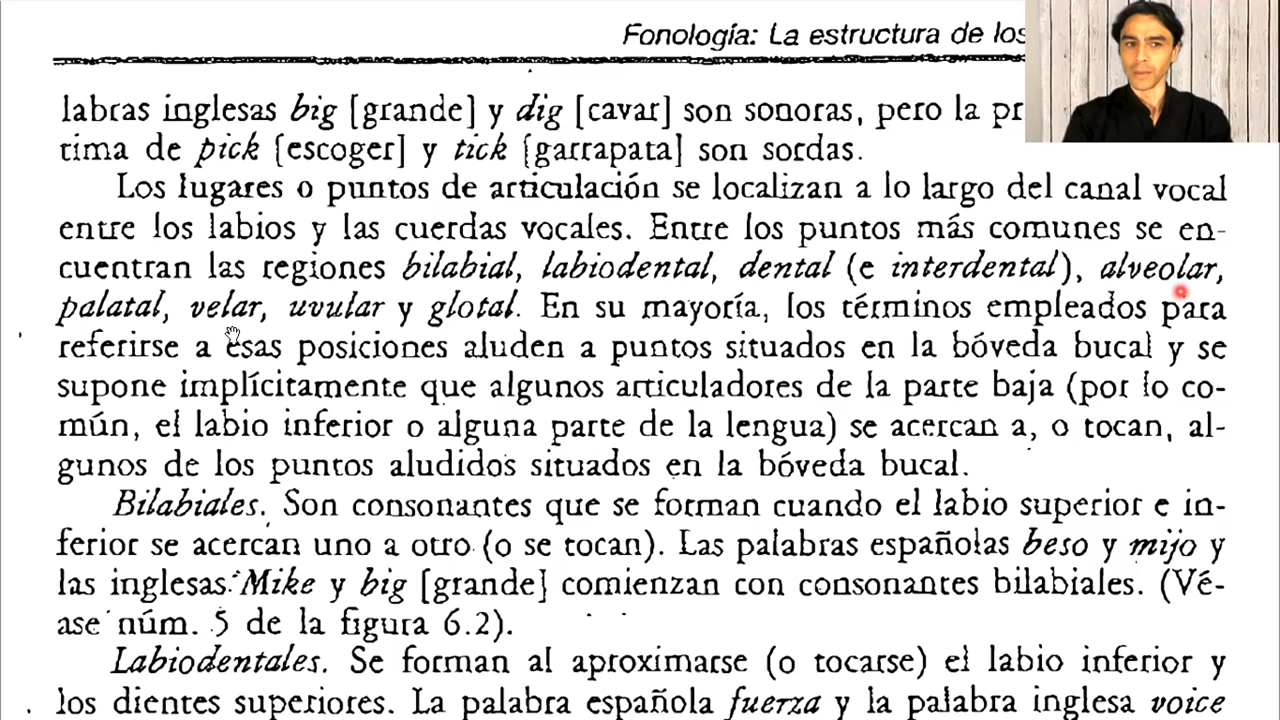 Fonología: La estructura de los
labras inglesas big [grande] y dig [cavar] son sonoras, pero la
tima de pick [escoger] y tick [garrapata] son sordas.
Los lugares o puntos de articulación se localizan a lo largo del canal vocal
entre los labios y las cuerdas vocales. Entre los puntos más comunes se en-
cuentran las regiones bilabial, labiodental, dental (e interdental), alveolar,
palatal, velar, uvular y glotal. En su mayoría, los términos empleados para
referirse a esas posiciones aluden a puntos situados en la bóveda bucal y se
supone implícitamente que algunos articuladores de la parte baja (por lo co-
mún, el labio inferior o alguna parte de la lengua) se acercan a, o tocan, al-
gunos de los puntos aludidos situados en la bóveda bucal.
Bilabiales. Son consonantes que se forman cuando el labio superior e in-
ferior se acercan uno a otro (o se tocan). Las palabras españolas beso y mijo y
las inglesas Mike y big [grande] comienzan con consonantes bilabiales. (Vé-
ase núm. 5 de la figura 6.2).
Labiodentales. Se forman al aproximarse (o tocarse) el labio inferior y
los dientes superiores. La palabra española fuerza y la palabra inglesa voice